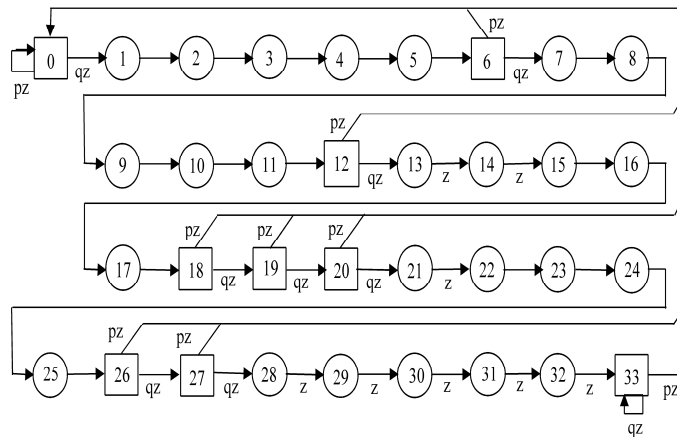 pz
0 1 2 3 4 5 6 7 8
pz qz qz
pz
9 10 11 12 13 14 15 16
qz z z
pz pz pz
17 18 19 20 21 22 23 24
qz qz qz z
pz pz
25 26 27 28 29 30 31 32 33
qz qz z z z z z pz
qz